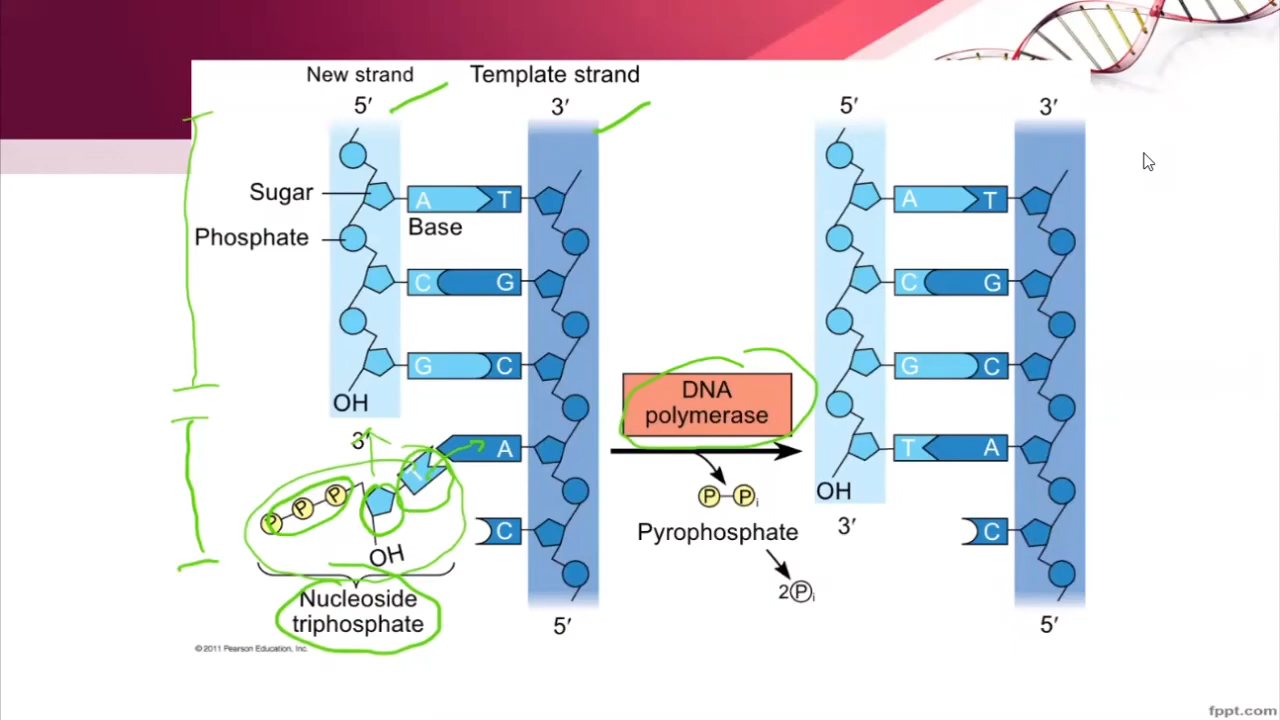 New strand
Template strand
5′
3′
5′
3′
Sugar
A T
A T
Phosphate
Base
C G
C G
G C
G C
DNA
polymerase
OH
3′
T A
T A
P P P
P P i
OH
OH
3′
C
C
Pyrophosphate
Nucleoside
triphosphate
2 P i
5′
5′
© 2011 Pearson Education, Inc.
fppt.com